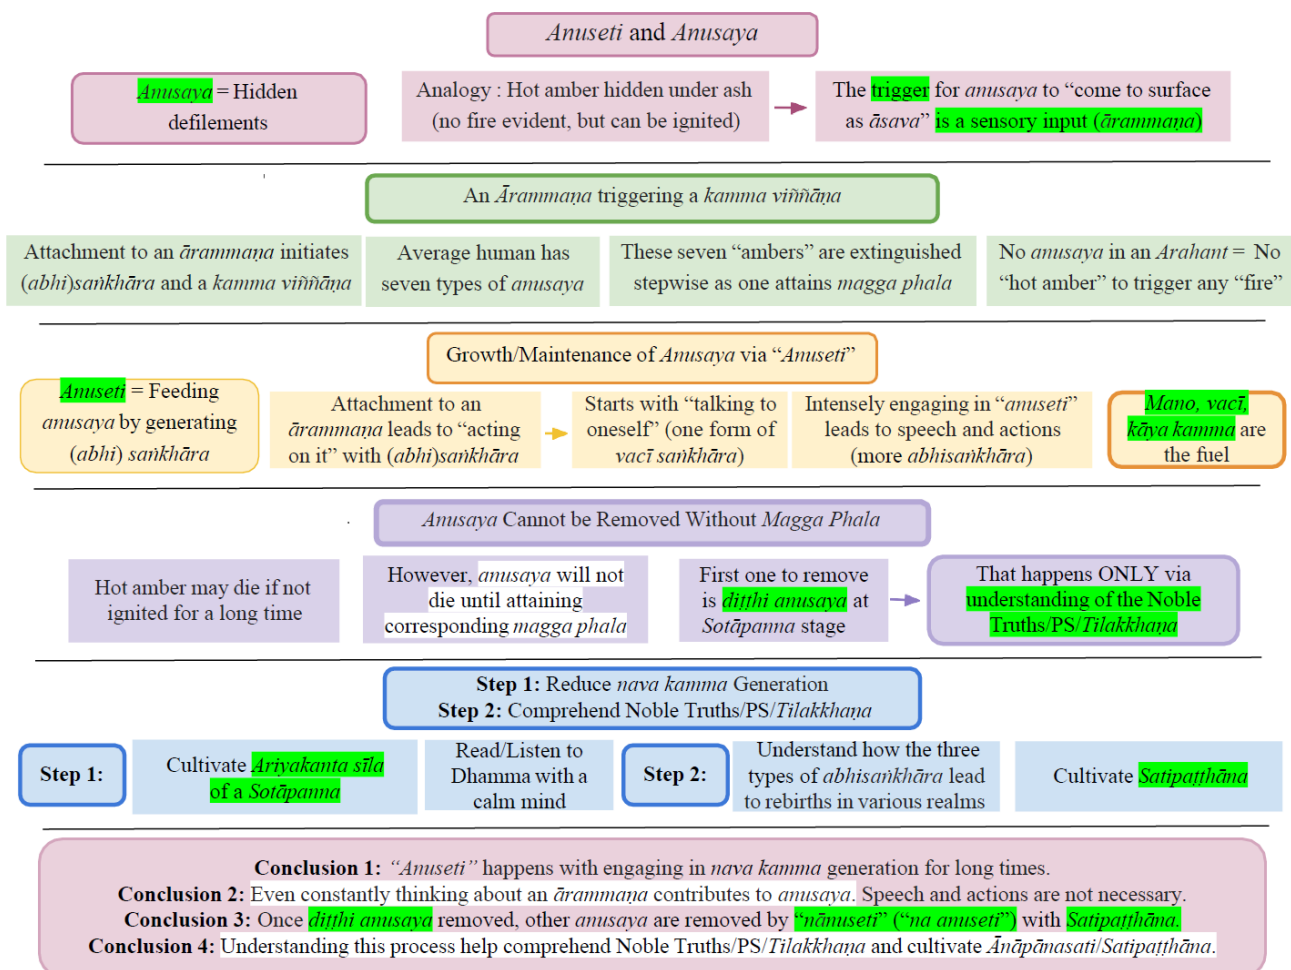 Anuseti and Anusaya
Anusaya = Hidden
defilements
Analogy : Hot amber hidden under ash
(no fire evident, but can be ignited)
The trigger for anusaya to “come to surface
as āsava” is a sensory input (ārammaṇa)
An Ārammaṇa triggering a kamma viññāṇa
Attachment to an ārammaṇa initiates
(abhi)saṅkhāra and a kamma viññāṇa
Average human has
seven types of anusaya
These seven “ambers” are extinguished
stepwise as one attains magga phala
No anusaya in an Arahant = No
“hot amber” to trigger any “fire”
Growth/Maintenance of Anusaya via “Anuseti”
Anuseti = Feeding
anusaya by generating
(abhi) saṅkhāra
Attachment to an
ārammaṇa leads to “acting
on it” with (abhi)saṅkhāra
Starts with “talking to
oneself” (one form of
vacī saṅkhāra)
Intensely engaging in “anuseti”
leads to speech and actions
(more abhisaṅkhāra)
Mano, vacī,
kāya kamma are
the fuel
Anusaya Cannot be Removed Without Magga Phala
Hot amber may die if not
ignited for a long time
However, anusaya will not
die until attaining
corresponding magga phala
First one to remove
is diṭṭhi anusaya at
Sotāpanna stage
That happens ONLY via
understanding of the Noble
Truths/PS/Tilakkhaṇa
Step 1: Reduce nava kamma Generation
Step 2: Comprehend Noble Truths/PS/Tilakkhaṇa
Step 1:
Cultivate Ariyakanta sīla
of a Sotāpanna
Read/Listen to
Dhamma with a
calm mind
Step 2:
Understand how the three
types of abhisaṅkhāra lead
to rebirths in various realms
Cultivate Satipaṭṭhāna
Conclusion 1: “Anuseti” happens with engaging in nava kamma generation for long times.
Conclusion 2: Even constantly thinking about an ārammaṇa contributes to anusaya. Speech and actions are not necessary.
Conclusion 3: Once diṭṭhi anusaya removed, other anusaya are removed by “nānuseti” (“na anuseti”) with Satipaṭṭhāna.
Conclusion 4: Understanding this process help comprehend Noble Truths/PS/Tilakkhaṇa and cultivate Ānāpānasati/Satipaṭṭhāna.